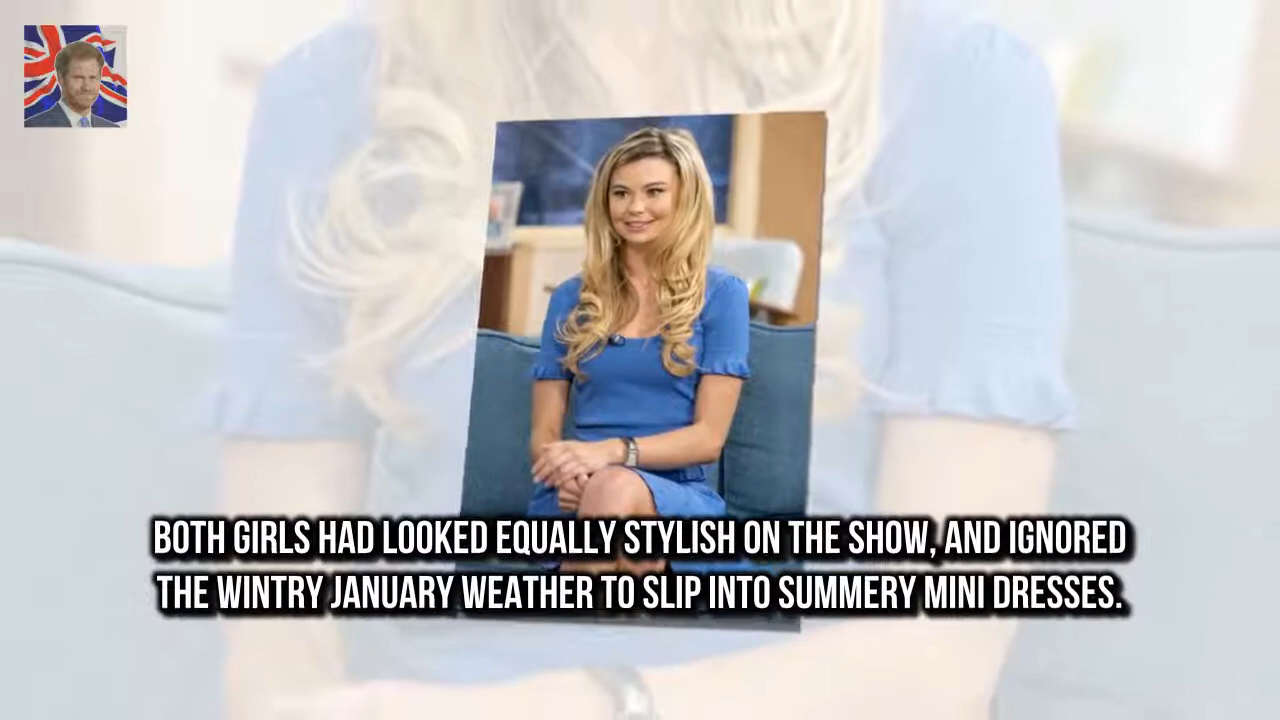 BOTH GIRLS HAD LOOKED EQUALLY STYLISH ON THE SHOW, AND IGNORED
THE WINTRY JANUARY WEATHER TO SLIP INTO SUMMERY MINI DRESSES.